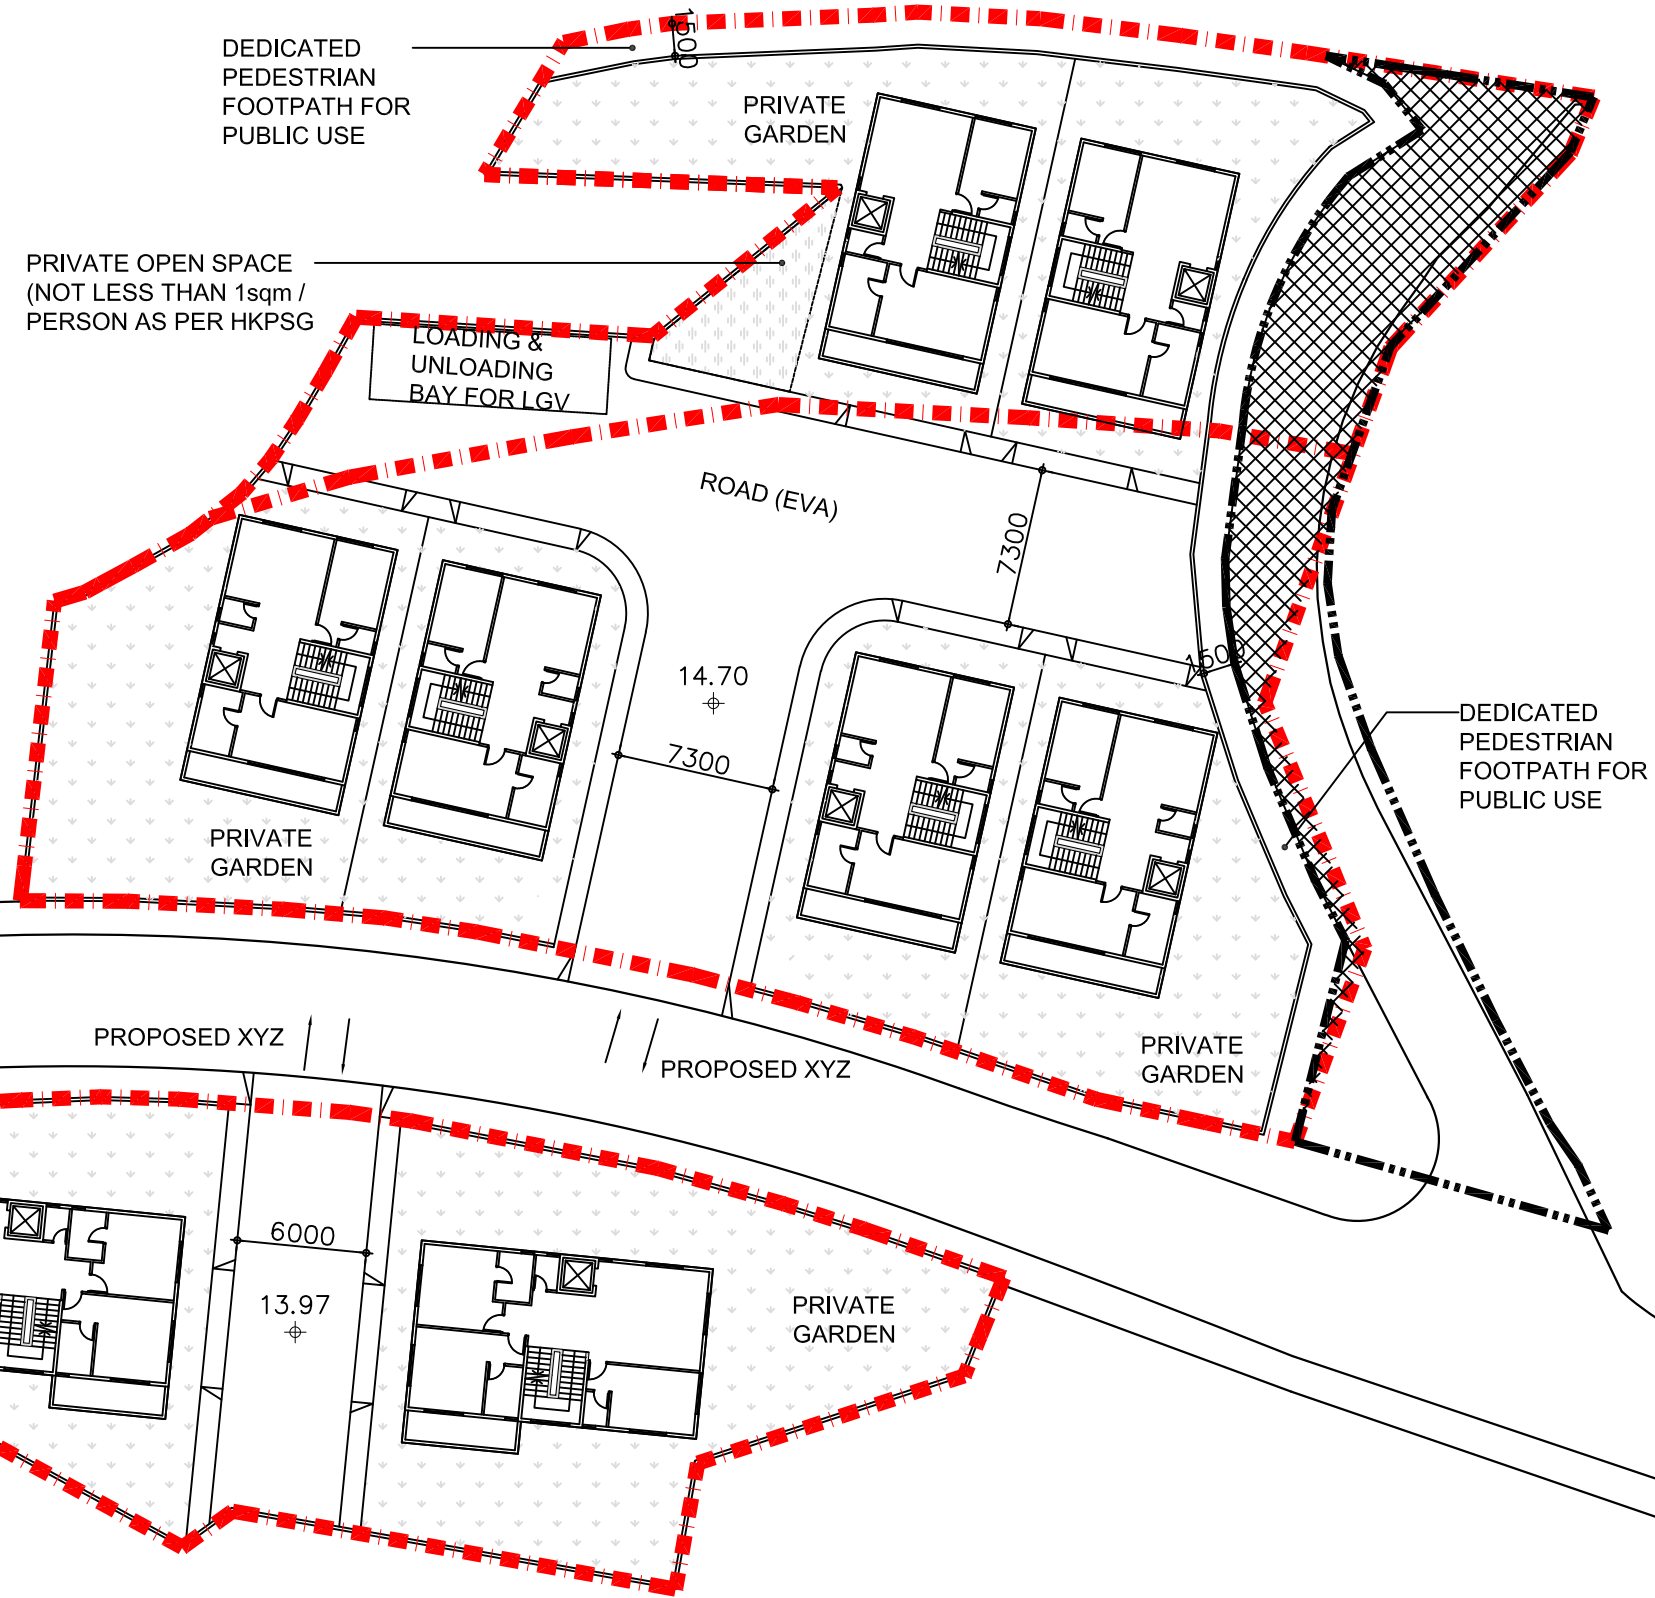 DEDICATED
PEDESTRIAN
FOOTPATH FOR
PUBLIC USE
1500
PRIVATE
GARDEN
PRIVATE OPEN SPACE
(NOT LESS THAN 1sqm /
PERSON AS PER HKPSG
LOADING &
UNLOADING
BAY FOR LGV
ROAD (EVA)
7300
1500
14.70
7300
DEDICATED
PEDESTRIAN
FOOTPATH FOR
PUBLIC USE
PRIVATE
GARDEN
PROPOSED XYZ
PROPOSED XYZ
PRIVATE
GARDEN
6000
13.97
PRIVATE
GARDEN